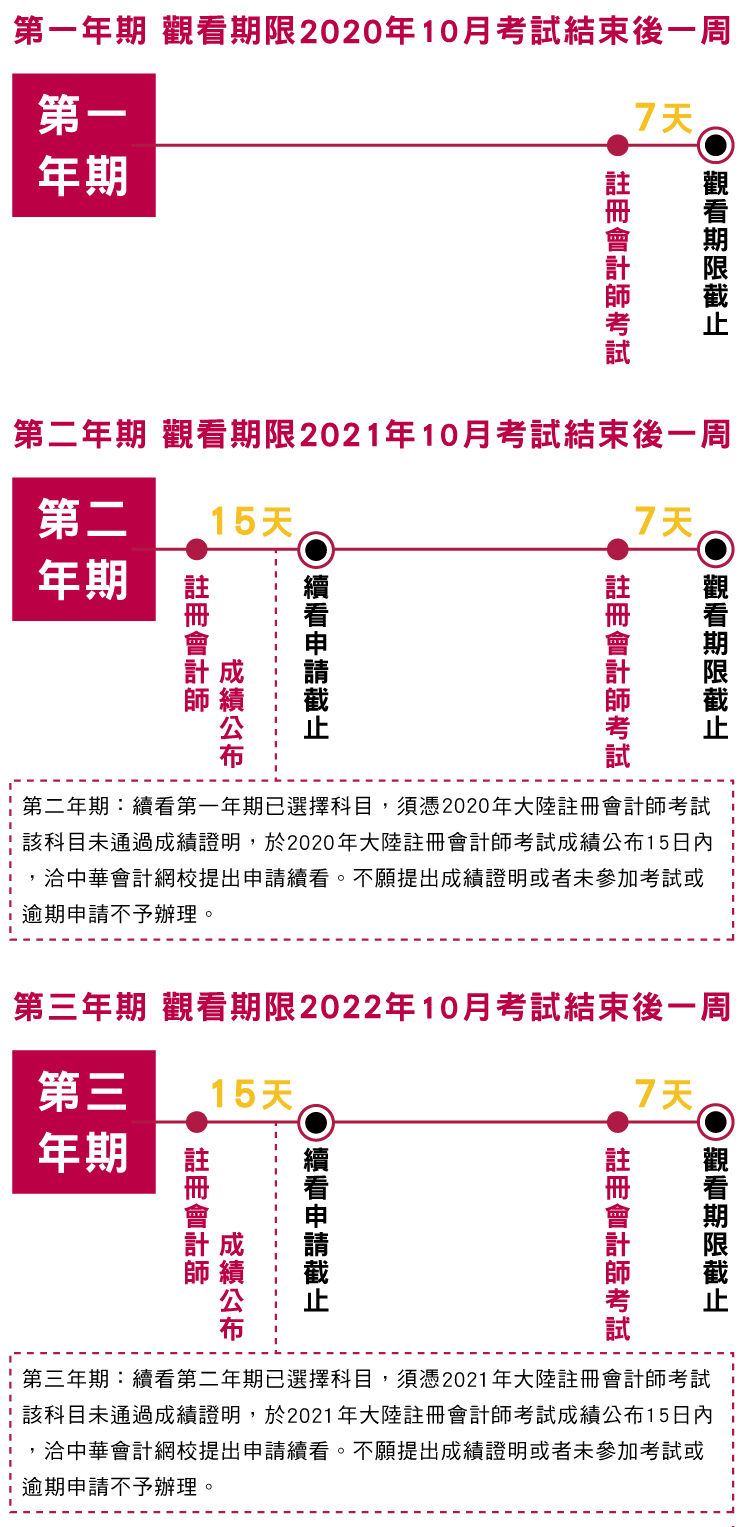 第一年期 觀看期限2020年10月考試結束後一周
第一
年期
7天
註冊會計師考試
觀看期限截止
第二年期 觀看期限2021年10月考試結束後一周
第二
年期
15天
7天
註冊會計師
成績公布
續看申請截止
註冊會計師考試
觀看期限截止
第二年期：續看第一年期已選擇科目，須憑2020年大陸註冊會計師考試
該科目未通過成績證明，於2020年大陸註冊會計師考試成績公布15日內
，洽中華會計網校提出申請續看。不願提出成績證明或者未參加考試或
逾期申請不予辦理。
第三年期 觀看期限2022年10月考試結束後一周
第三
年期
15天
7天
註冊會計師
成績公布
續看申請截止
註冊會計師考試
觀看期限截止
第三年期：續看第二年期已選擇科目，須憑2021年大陸註冊會計師考試
該科目未通過成績證明，於2021年大陸註冊會計師考試成績公布15日內
，洽中華會計網校提出申請續看。不願提出成績證明或者未參加考試或
逾期申請不予辦理。